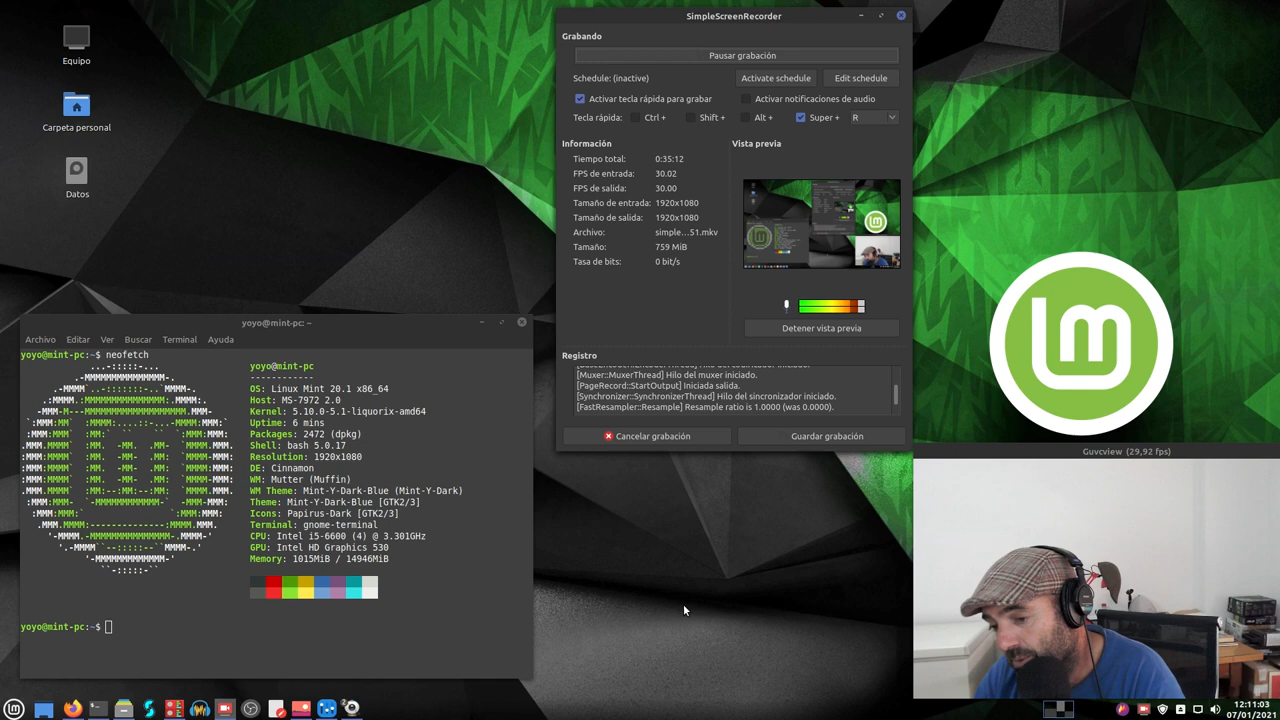 Equipo
Carpeta personal
Datos
SimpleScreenRecorder
Grabando
Pausar grabación
Schedule: (inactive)
Activate schedule
Edit schedule
Activar tecla rápida para grabar
Activar notificaciones de audio
Tecla rápida:
Ctrl +
Shift +
Alt +
Super +
R
Información
Tiempo total: 0:35:12
FPS de entrada: 30.02
FPS de salida: 30.00
Tamaño de entrada: 1920x1080
Tamaño de salida: 1920x1080
Archivo: simple...51.mkv
Tamaño: 759 MiB
Tasa de bits: 0 bit/s
Vista previa
Detener vista previa
Registro
[Muxer::MuxerThread] Hilo del muxer iniciado.
[PageRecord::StartOutput] Iniciada salida.
[Synchronizer::SynchronizerThread] Hilo del sincronizador iniciado.
[FastResampler::Resample] Resample ratio is 1.0000 (was 0.0000).
Cancelar grabación
Guardar grabación
yoyo@mint-pc: ~
Archivo Editar Ver Buscar Terminal Ayuda
yoyo@mint-pc:~$ neofetch
yoyo@mint-pc
------------
OS: Linux Mint 20.1 x86_64
Host: MS-7972 2.0
Kernel: 5.10.0-5.1-liquorix-amd64
Uptime: 6 mins
Packages: 2472 (dpkg)
Shell: bash 5.0.17
Resolution: 1920x1080
DE: Cinnamon
WM: Mutter (Muffin)
WM Theme: Mint-Y-Dark-Blue (Mint-Y-Dark)
Theme: Mint-Y-Dark-Blue [GTK2/3]
Icons: Papirus-Dark [GTK2/3]
Terminal: gnome-terminal
CPU: Intel i5-6600 (4) @ 3.301GHz
GPU: Intel HD Graphics 530
Memory: 1015MiB / 14946MiB
yoyo@mint-pc:~$
lm
Guvcview (29,92 fps)
12:11:03
07/01/2021